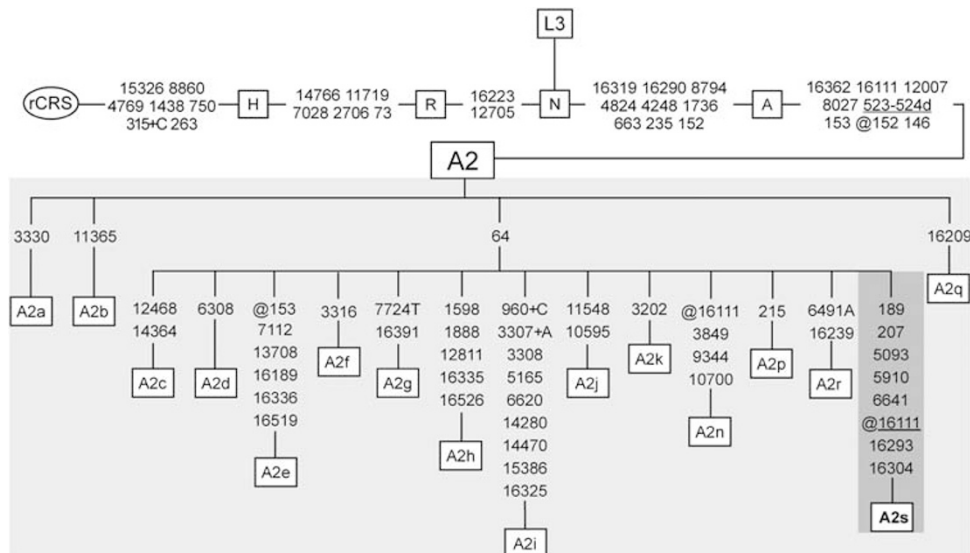 L3
15326 8860
4769 1438 750
315+C 263
14766 11719
7028 2706 73
16223
12705
16319 16290 8794
4824 4248 1736
663 235 152
16362 16111 12007
8027 523-524d
153 @152 146
rCRS
H
R
N
A
A2
3330
11365
64
16209
A2a
A2b
A2q
12468
14364
A2c
6308
A2d
@153
7112
13708
16189
16336
16519
A2e
3316
A2f
7724T
16391
A2g
1598
1888
12811
16335
16526
A2h
960+C
3307+A
3308
5165
6620
14280
14470
15386
16325
A2i
11548
10595
A2j
3202
A2k
@16111
3849
9344
10700
A2n
215
A2p
6491A
16239
A2r
189
207
5093
5910
6641
@16111
16293
16304
A2s